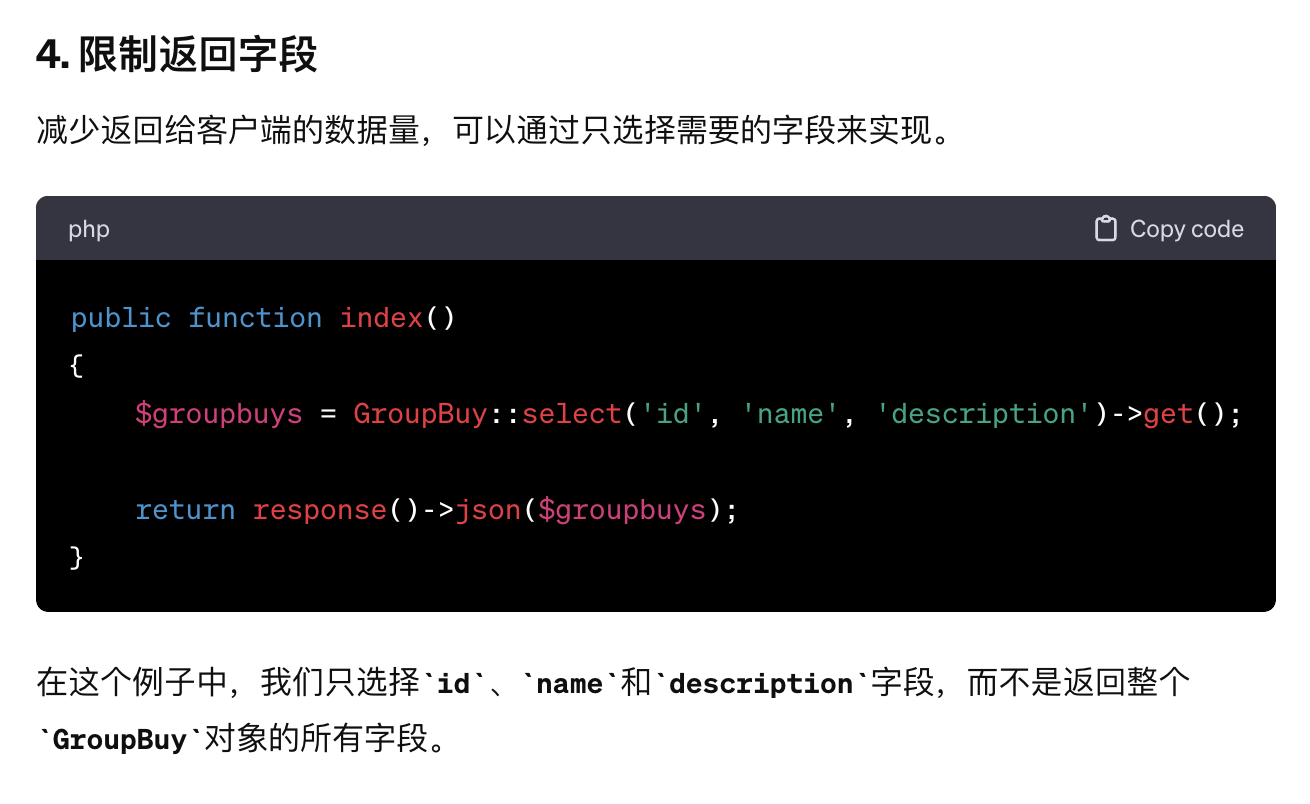 4. 限制返回字段
减少返回给客户端的数据量，可以通过只选择需要的字段来实现。
php
Copy code
public function index()
{
    $groupbuys = GroupBuy::select('id', 'name', 'description')->get();
    return response()->json($groupbuys);
}
在这个例子中，我们只选择`id`、`name`和`description`字段，而不是返回整个
`GroupBuy`对象的所有字段。